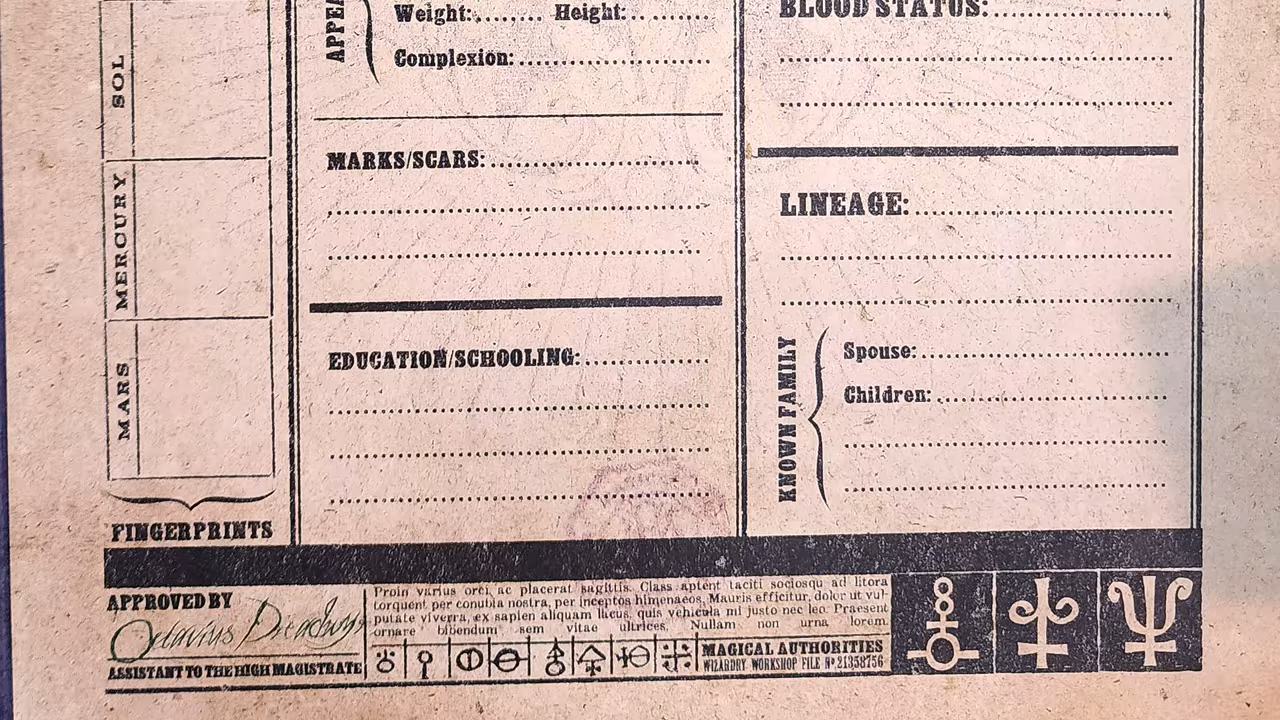 SOL
MERCURY
MARS
FINGERPRINTS
Weight:........ Height:.. ........
Complexion:..............................
MARKS/SCARS:..............................
EDUCATION/SCHOOLING:..................
BLOOD STATUS:..........................
LINEAGE:....................................
KNOWN FAMILY
Spouse:....................................
Children:..................................
APPROVED BY
Octavius
ASSISTANT TO THE HIGH MAGISTRATE
Proin varius orci, ac placerat sagittis. Class aptent taciti sociosqu ad litora
torquent per conubia nostra, per inceptos himenaeos. Mauris efficitur, dolor ut vul-
putate viverra, ex sapien aliquam lacus, quis vehicula mi justo nec leo. Praesent
ornare bibendum sem vitae ultrices. Nullam non urna lorem.
MAGICAL AUTHORITIES
WIZARDRY WORKSHOP FILE Nº 21358756